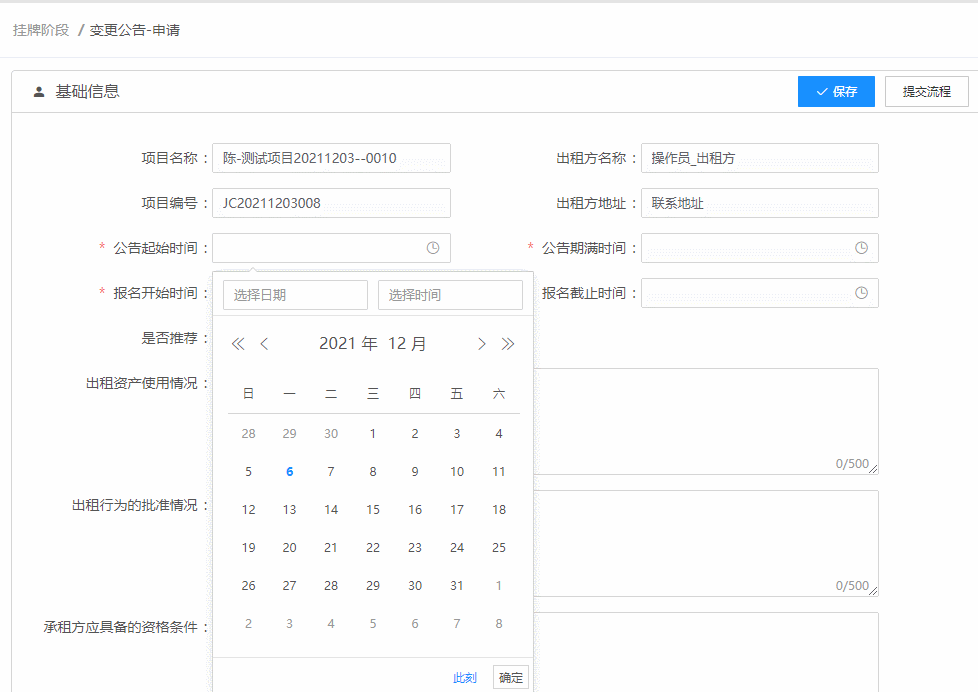 挂牌阶段 / 变更公告-申请
基础信息
保存
提交流程
项目名称：
陈-测试项目20211203--0010
出租方名称：
操作员_出租方
项目编号：
JC20211203008
出租方地址：
联系地址
* 公告起始时间：
* 公告期满时间：
* 报名开始时间：
报名截止时间：
选择日期
选择时间
是否推荐：
2021 年 12 月
出租资产使用情况：
日 一 二 三 四 五 六
28 29 30 1 2 3 4
0/500
5 6 7 8 9 10 11
出租行为的批准情况：
12 13 14 15 16 17 18
19 20 21 22 23 24 25
26 27 28 29 30 31 1
0/500
2 3 4 5 6 7 8
承租方应具备的资格条件：
此刻
确定